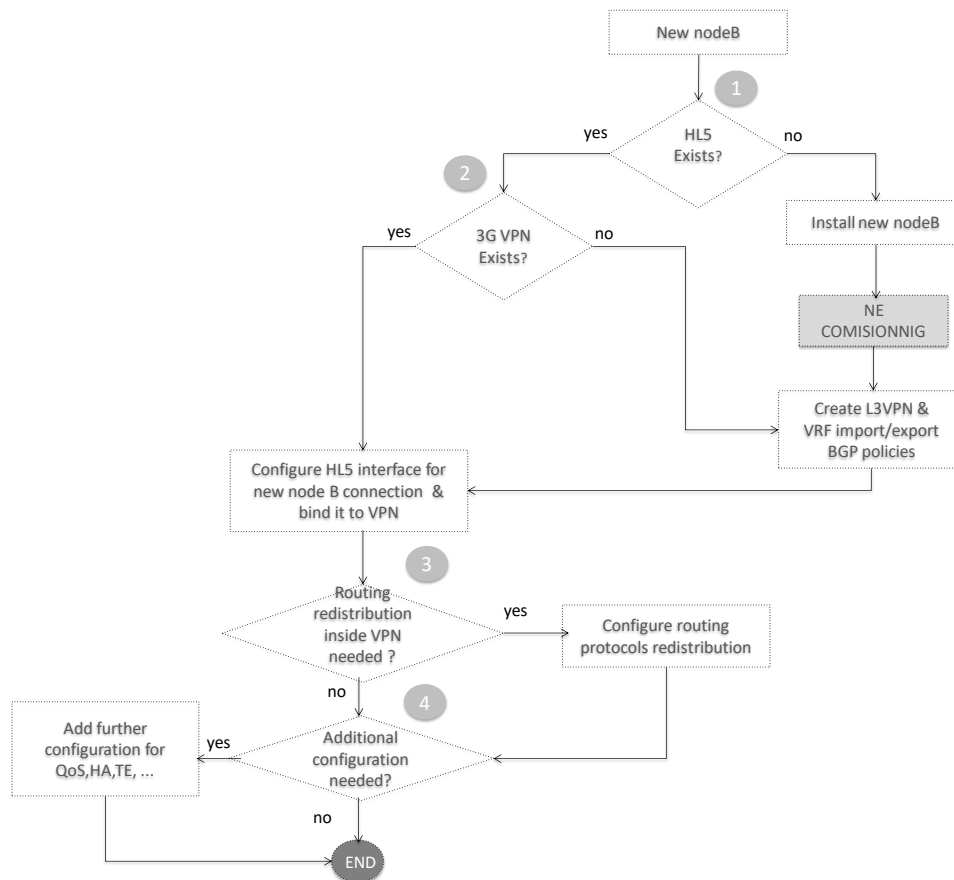 New nodeB
1
HL5
Exists?
yes
no
2
3G VPN
Exists?
yes
no
Install new nodeB
NE
COMISIONNIG
Create L3VPN &
VRF import/export
BGP policies
Configure HL5 interface for
new node B connection &
bind it to VPN
3
Routing
redistribution
inside VPN
needed ?
yes
Configure routing
protocols redistribution
no
4
Additional
configuration
needed?
yes
Add further
configuration for
QoS,HA,TE, ...
no
END